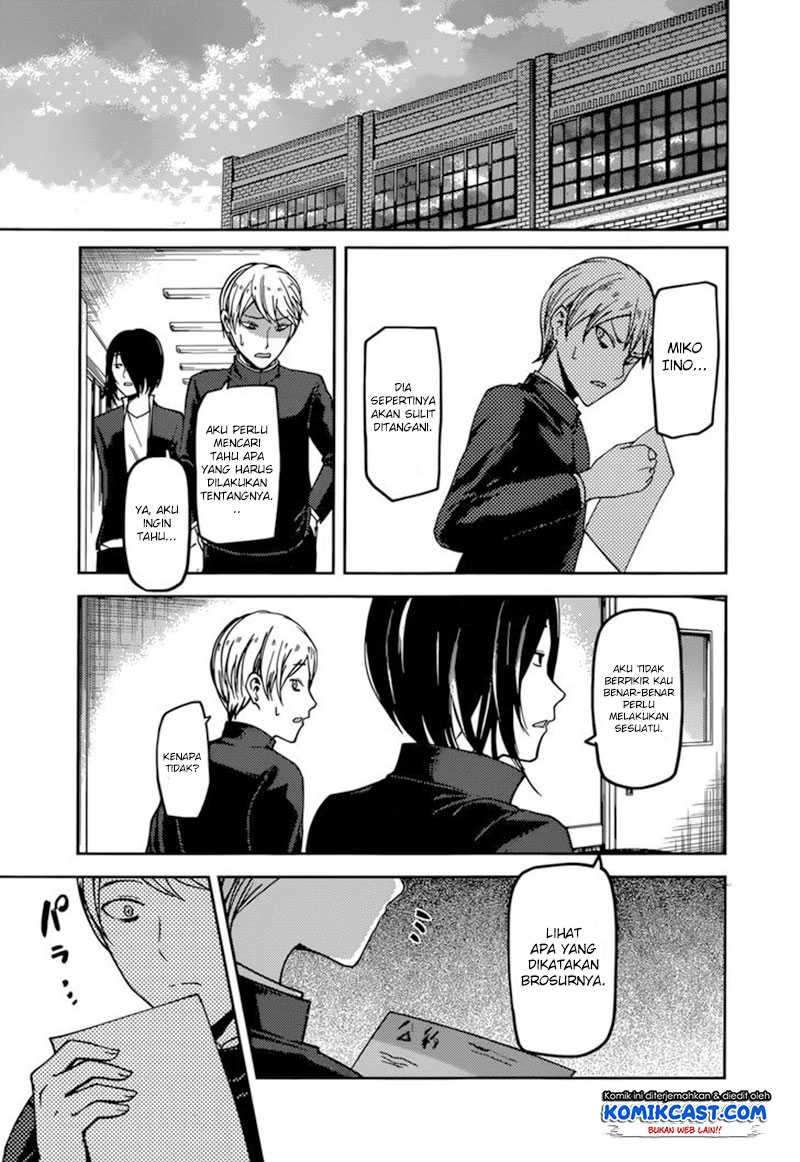 MIKO
IINO...
DIA
SEPERTINYA
AKAN SULIT
DITANGANI.
AKU PERLU
MENCARI
TAHU APA
YANG HARUS
DILAKUKAN
TENTANGNYA.
. .
YA, AKU
INGIN
TAHU...
AKU TIDAK
BERPIKIR KAU
BENAR-BENAR
PERLU
MELAKUKAN
SESUATU.
KENAPA
TIDAK?
LIHAT
APA YANG
DIKATAKAN
BROSURNYA.
公約
パラ…
Komik ini diterjemahkan & diedit oleh
KOMIKCAST.COM
BUKAN WEB LAIN!!